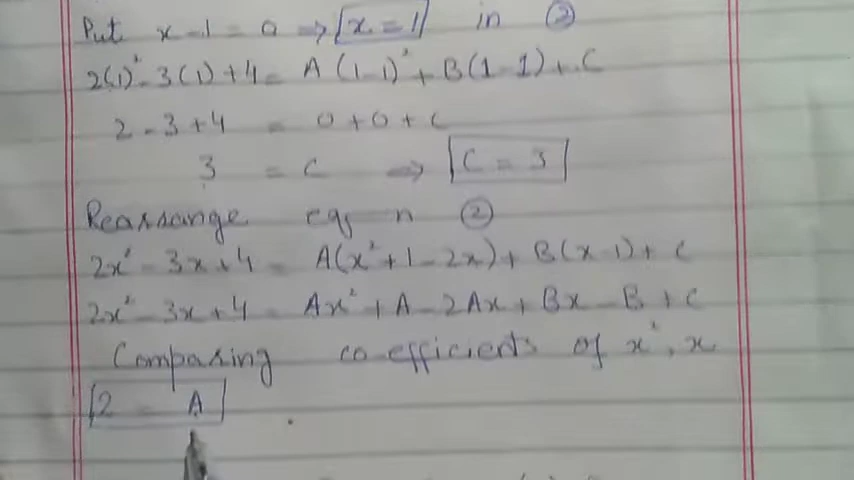 Put x - 1 = 0 ⇒ x = 1 in ②
2(1)² - 3(1) + 4 = A(1-1)² + B(1-1) + C
2 - 3 + 4 = 0 + 0 + C
3 = C ⇒ C = 3
Rearrange eq n ②
2x² - 3x + 4 = A(x² + 1 - 2x) + B(x-1) + C
2x² - 3x + 4 = Ax² + A - 2Ax + Bx - B + C
Comparing co efficients of x², x
2 = A